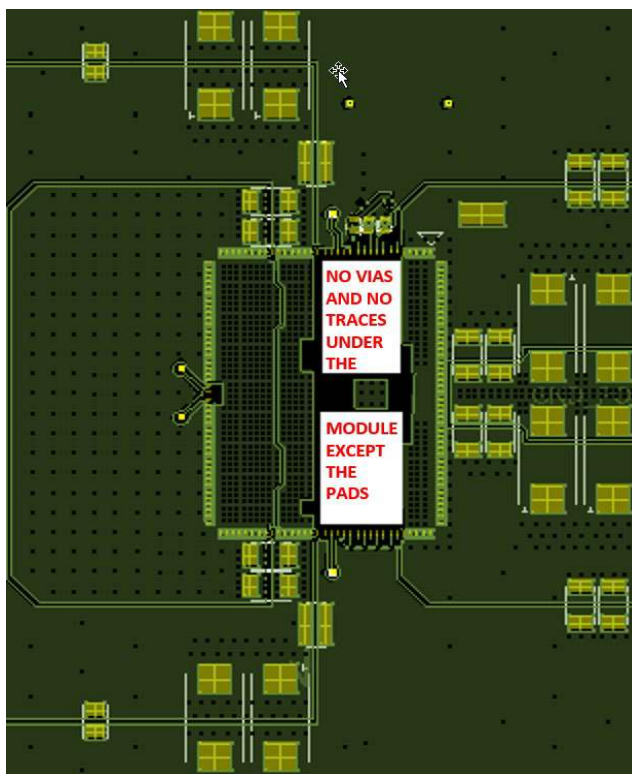 NO VIAS
AND NO
TRACES
UNDER
THE
MODULE
EXCEPT
THE
PADS